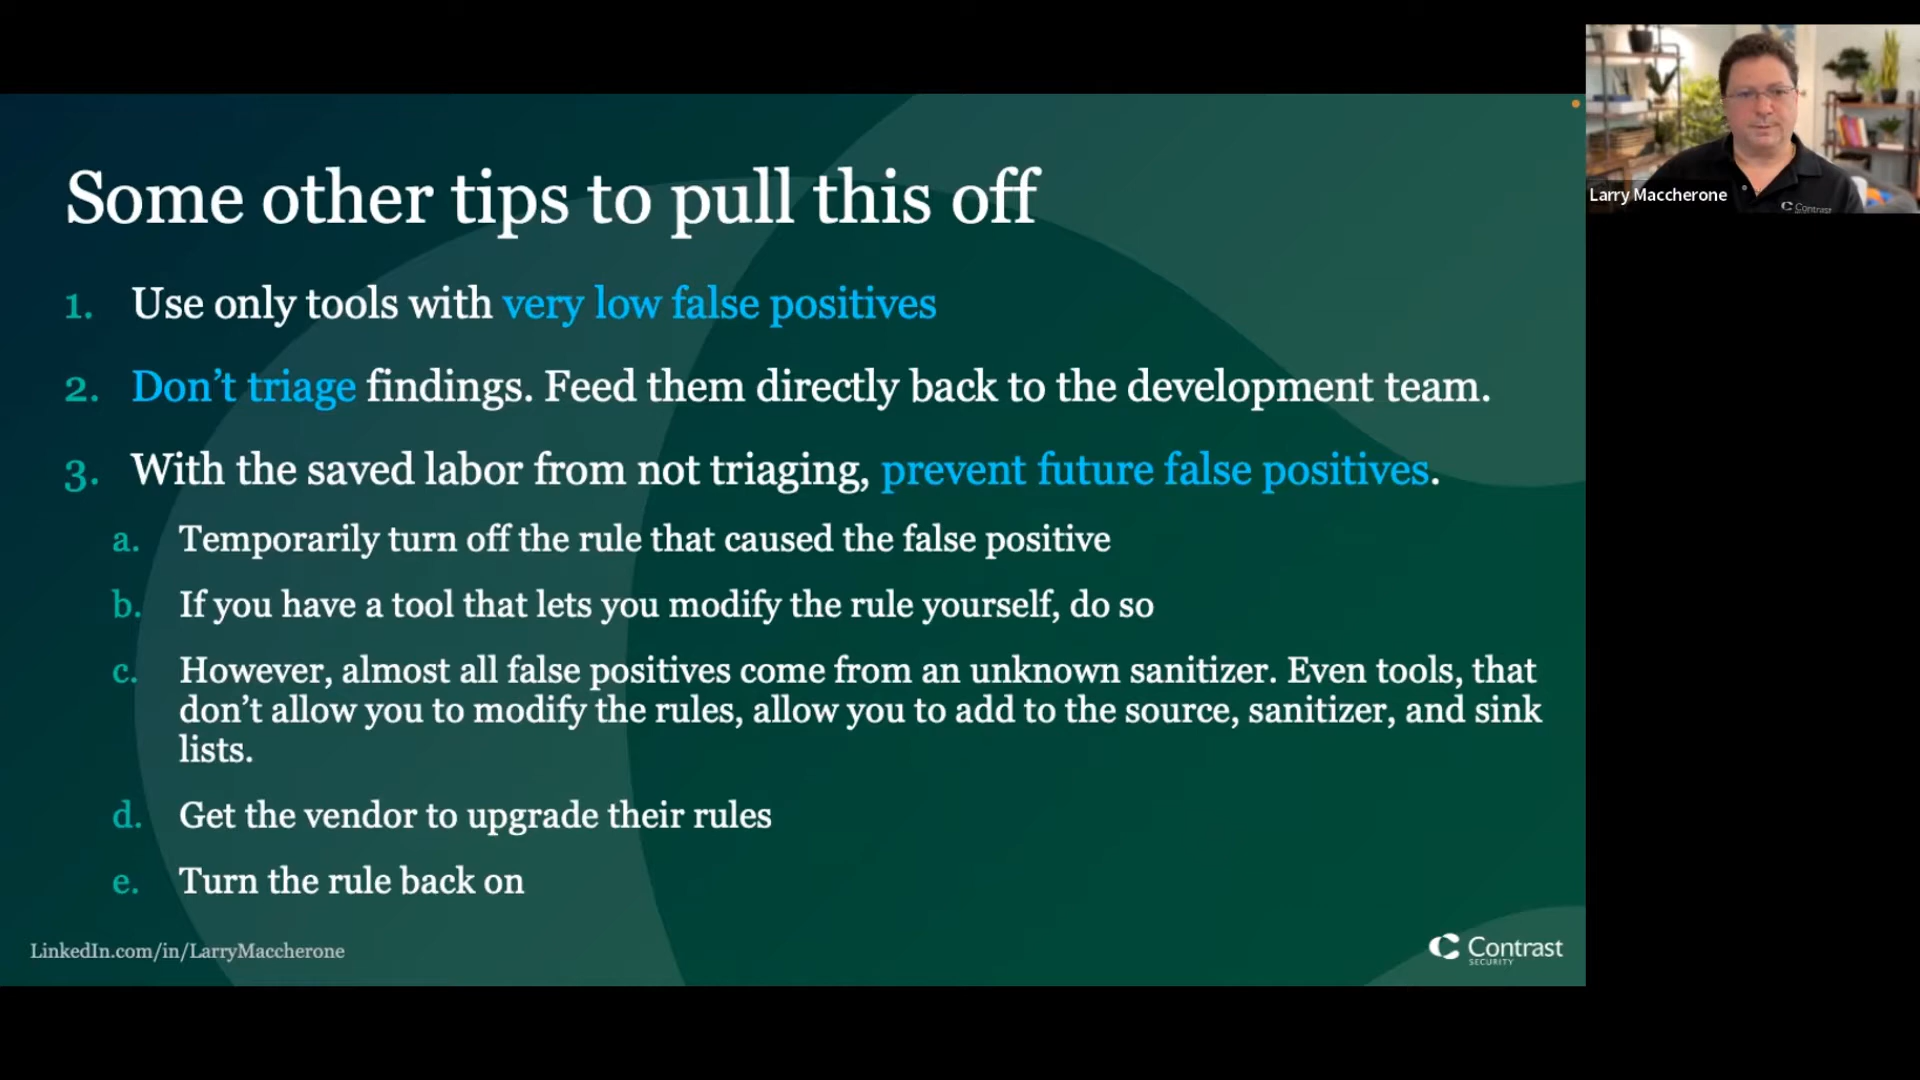 Some other tips to pull this off
1. Use only tools with very low false positives
2. Don't triage findings. Feed them directly back to the development team.
3. With the saved labor from not triaging, prevent future false positives.
a. Temporarily turn off the rule that caused the false positive
b. If you have a tool that lets you modify the rule yourself, do so
c. However, almost all false positives come from an unknown sanitizer. Even tools, that
don't allow you to modify the rules, allow you to add to the source, sanitizer, and sink
lists.
d. Get the vendor to upgrade their rules
e. Turn the rule back on
LinkedIn.com/in/LarryMaccherone
Contrast
SECURITY
Larry Maccherone
Contrast